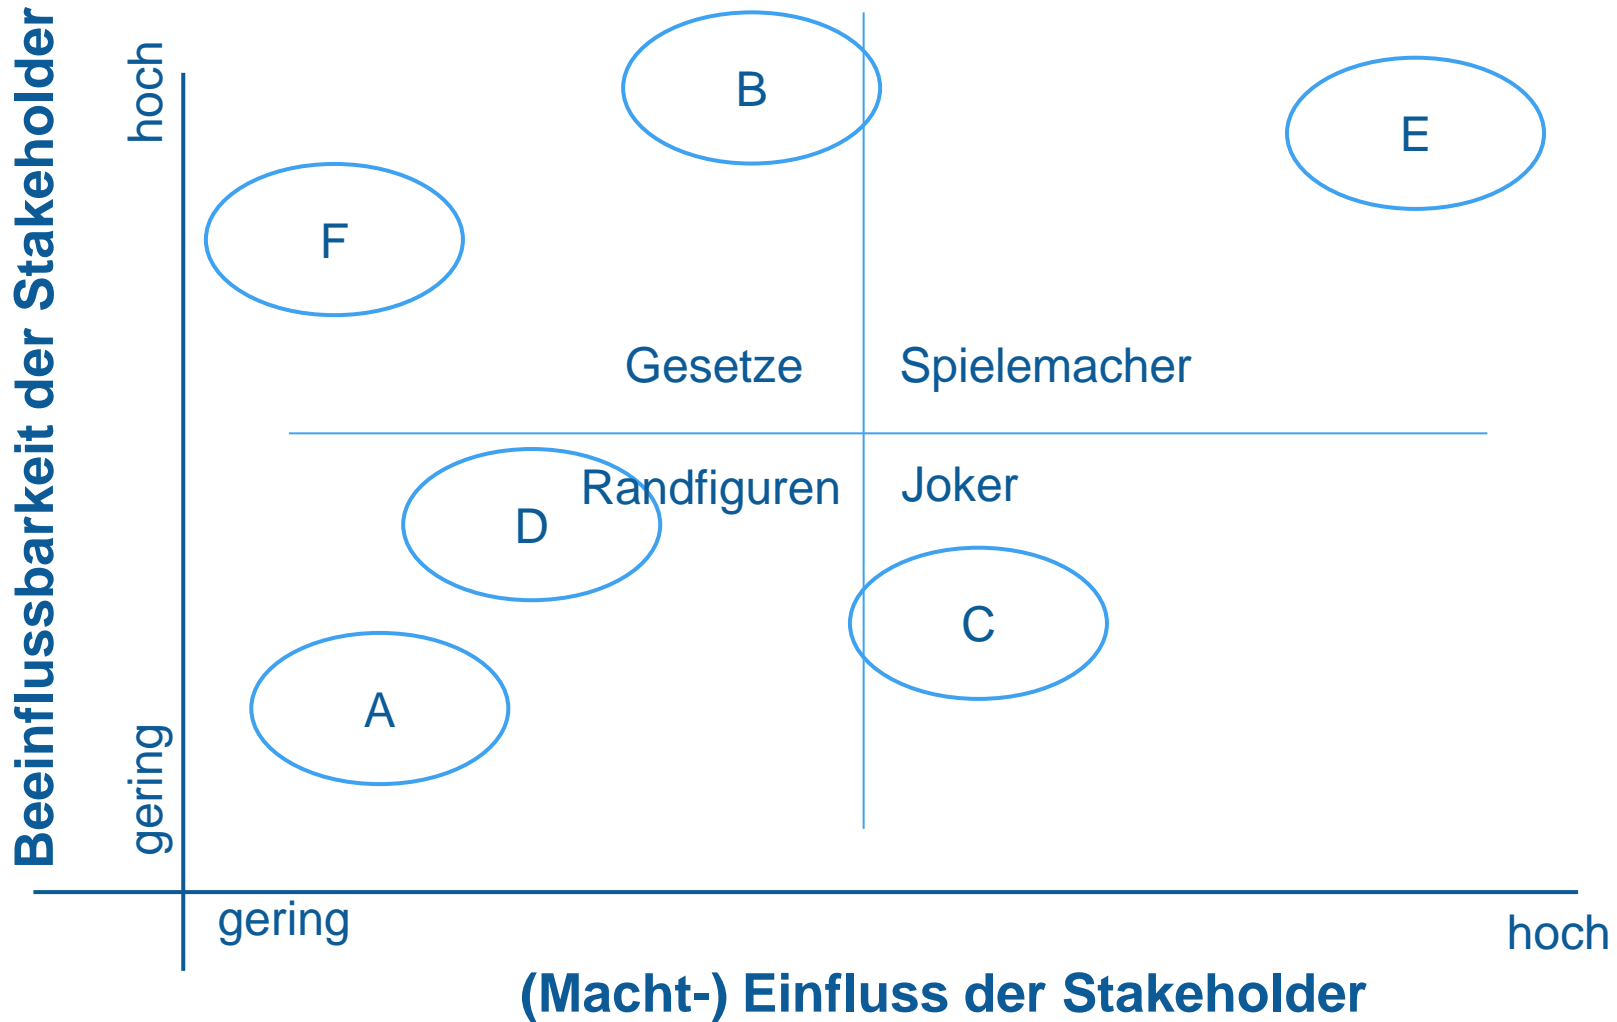 Beeinflussbarkeit der Stakeholder
hoch
B
E
F
Gesetze
Spielemacher
Randfiguren
Joker
D
C
A
gering
gering
hoch
(Macht-) Einfluss der Stakeholder